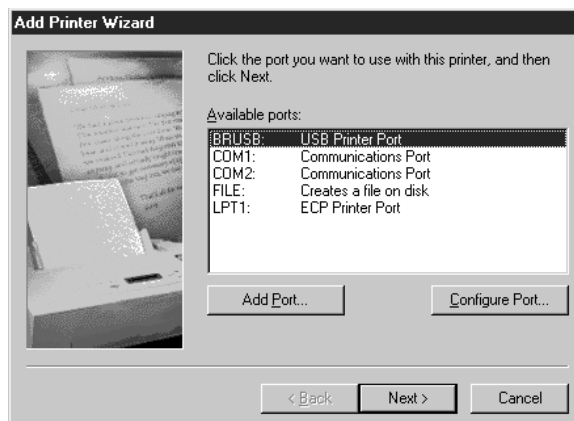 Add Printer Wizard
Click the port you want to use with this printer, and then
click Next.
Available ports:
BRUSB: USB Printer Port
COM1: Communications Port
COM2: Communications Port
FILE: Creates a file on disk
LPT1: ECP Printer Port
Add Port...
Configure Port...
< Back
Next >
Cancel